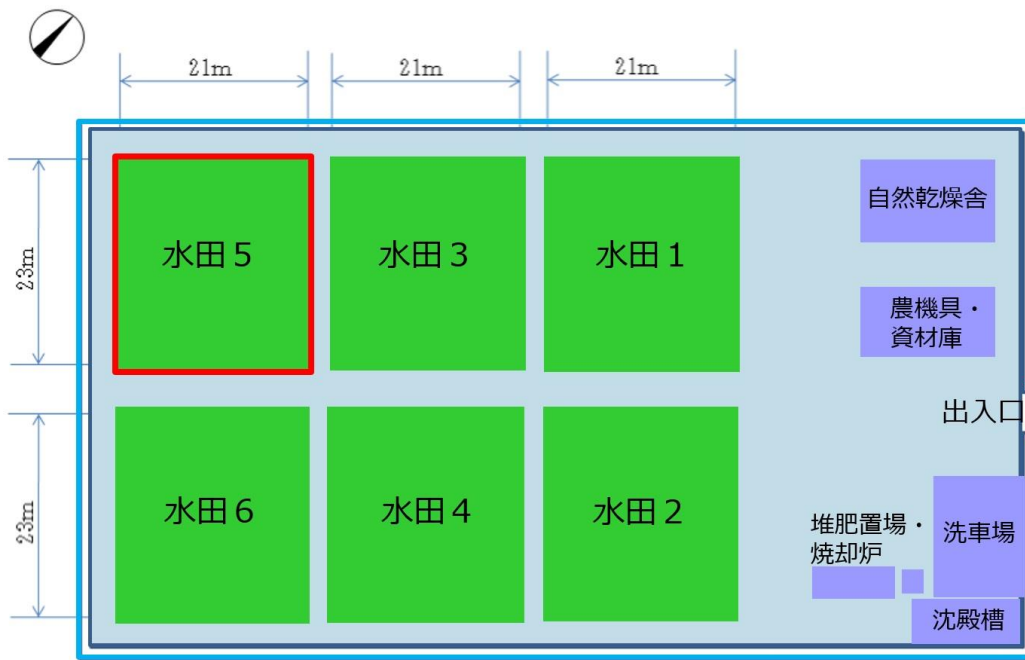 21m
21m
21m
23m
水田５
水田３
水田１
自然乾燥舎
農機具・
資材庫
出入口
23m
水田６
水田４
水田２
堆肥置場・
焼却炉
洗車場
沈殿槽